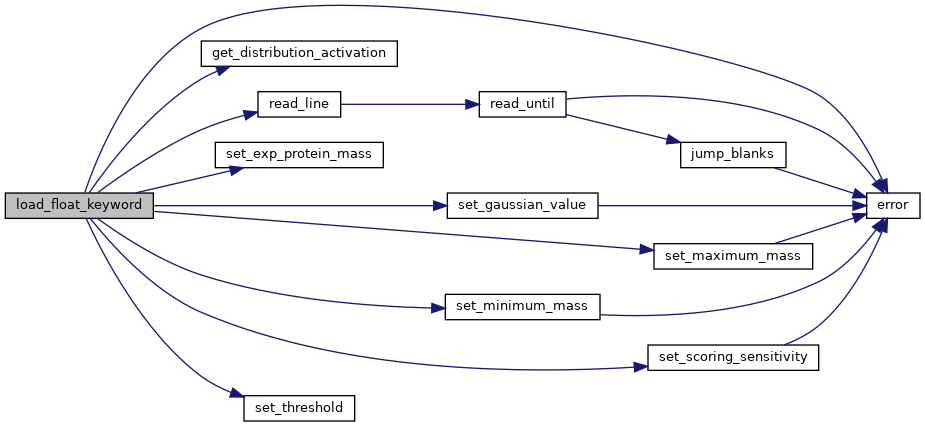 get_distribution_activation
read_line
read_until
set_exp_protein_mass
jump_blanks
load_float_keyword
set_gaussian_value
error
set_maximum_mass
set_minimum_mass
set_scoring_sensitivity
set_threshold